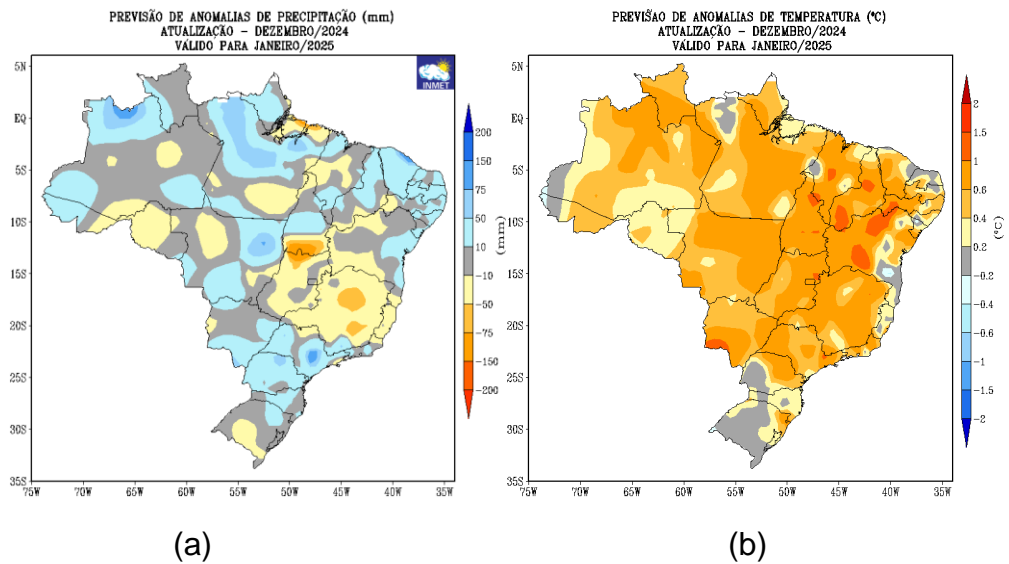 PREVISÃO DE ANOMALIAS DE PRECIPITAÇÃO (mm)
ATUALIZAÇÃO - DEZEMBRO/2024
VÁLIDO PARA JANEIRO/2025
INMET
5N
EQ
5S
10S
15S
20S
25S
30S
35S
75W
70W
65W
60W
55W
50W
45W
40W
35W
200
150
75
50
10
-10
-50
-75
-150
-200
(mm)
(a)
PREVISÃO DE ANOMALIAS DE TEMPERATURA (°C)
ATUALIZAÇÃO - DEZEMBRO/2024
VÁLIDO PARA JANEIRO/2025
5N
EQ
5S
10S
15S
20S
25S
30S
35S
75W
70W
65W
60W
55W
50W
45W
40W
35W
2
1.5
1
0.6
0.4
0.2
-0.2
-0.4
-0.6
-1
-1.5
-2
(°C)
(b)